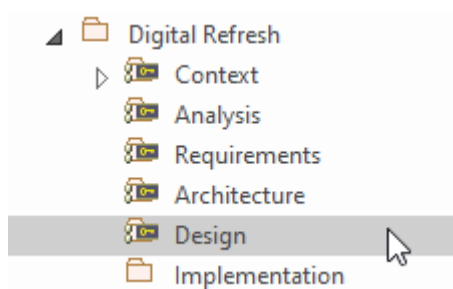 Digital Refresh
Context
Analysis
Requirements
Architecture
Design
Implementation